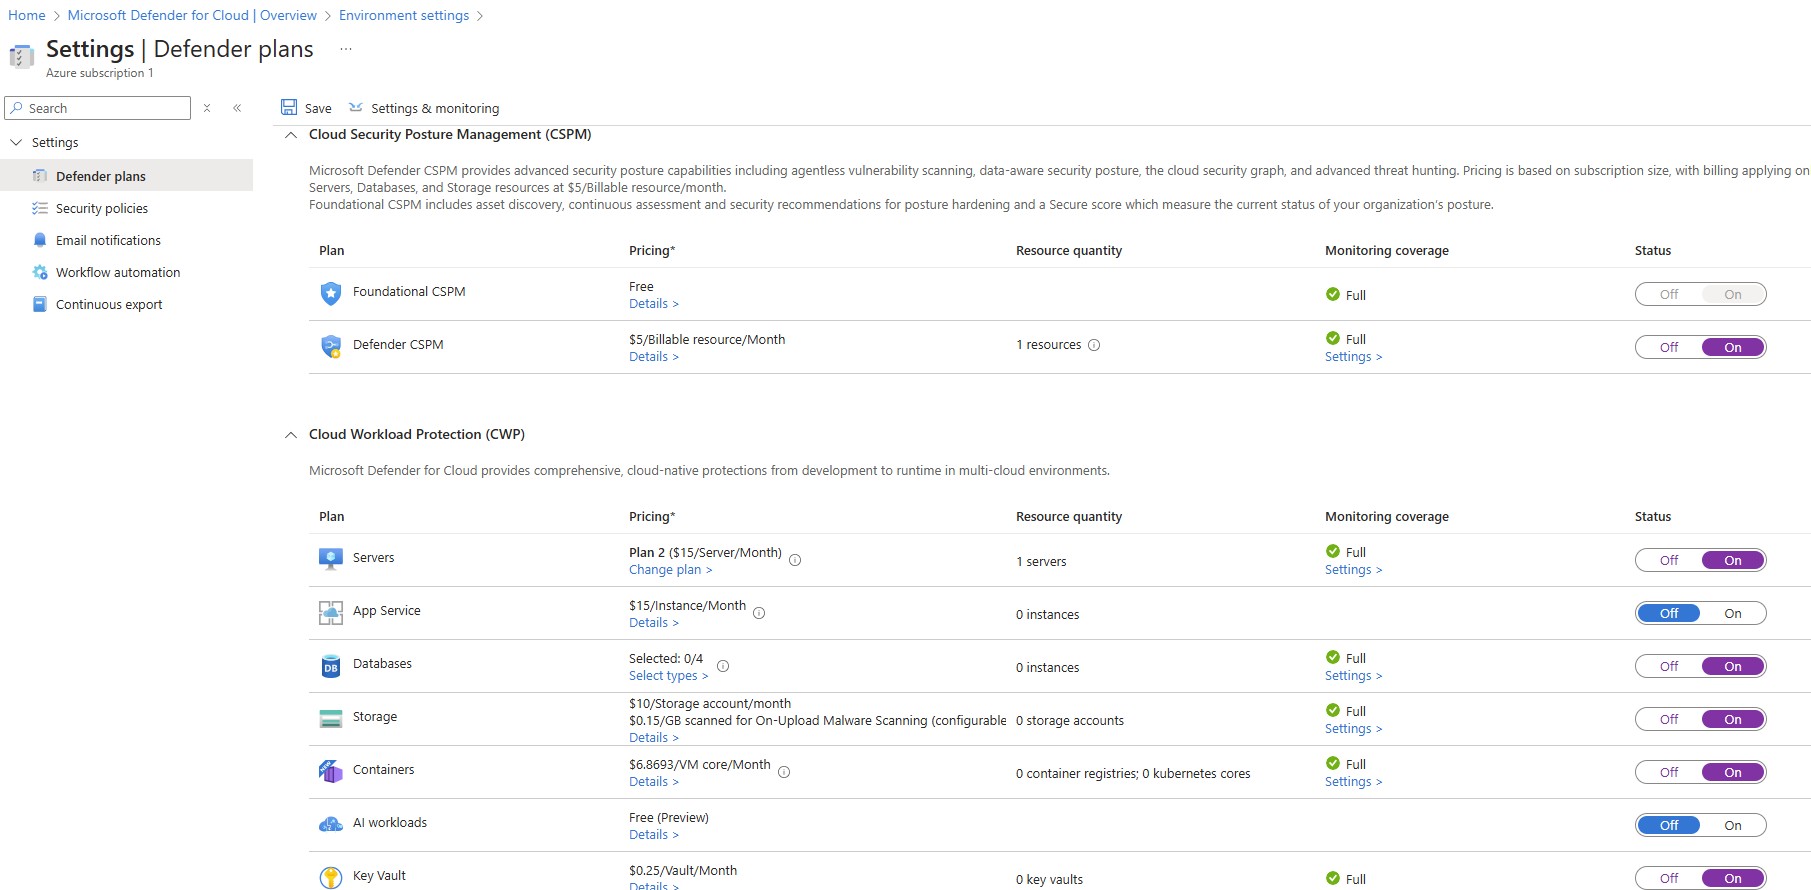 Home > Microsoft Defender for Cloud | Overview > Environment settings >
Settings | Defender plans ...
Azure subscription 1
Search
Settings
Defender plans
Security policies
Email notifications
Workflow automation
Continuous export
Save Settings & monitoring
Cloud Security Posture Management (CSPM)
Microsoft Defender CSPM provides advanced security posture capabilities including agentless vulnerability scanning, data-aware security posture, the cloud security graph, and advanced threat hunting. Pricing is based on subscription size, with billing applying on
Servers, Databases, and Storage resources at $5/Billable resource/month.
Foundational CSPM includes asset discovery, continuous assessment and security recommendations for posture hardening and a Secure score which measure the current status of your organization's posture.
Plan Pricing* Resource quantity Monitoring coverage Status
Foundational CSPM Free Full Off On
Details >
Defender CSPM $5/Billable resource/Month 1 resources Full Off On
Details > Settings >
Cloud Workload Protection (CWP)
Microsoft Defender for Cloud provides comprehensive, cloud-native protections from development to runtime in multi-cloud environments.
Plan Pricing* Resource quantity Monitoring coverage Status
Servers Plan 2 ($15/Server/Month) 1 servers Full Off On
Change plan > Settings >
App Service $15/Instance/Month 0 instances Off On
Details >
Databases Selected: 0/4 0 instances Full Off On
Select types > Settings >
Storage $10/Storage account/month
$0.15/GB scanned for On-Upload Malware Scanning (configurable 0 storage accounts Full Off On
Details > Settings >
Containers $6.8693/VM core/Month 0 container registries; 0 kubernetes cores Full Off On
Details > Settings >
AI workloads Free (Preview) Off On
Details >
Key Vault $0.25/Vault/Month 0 key vaults Full Off On
Details >